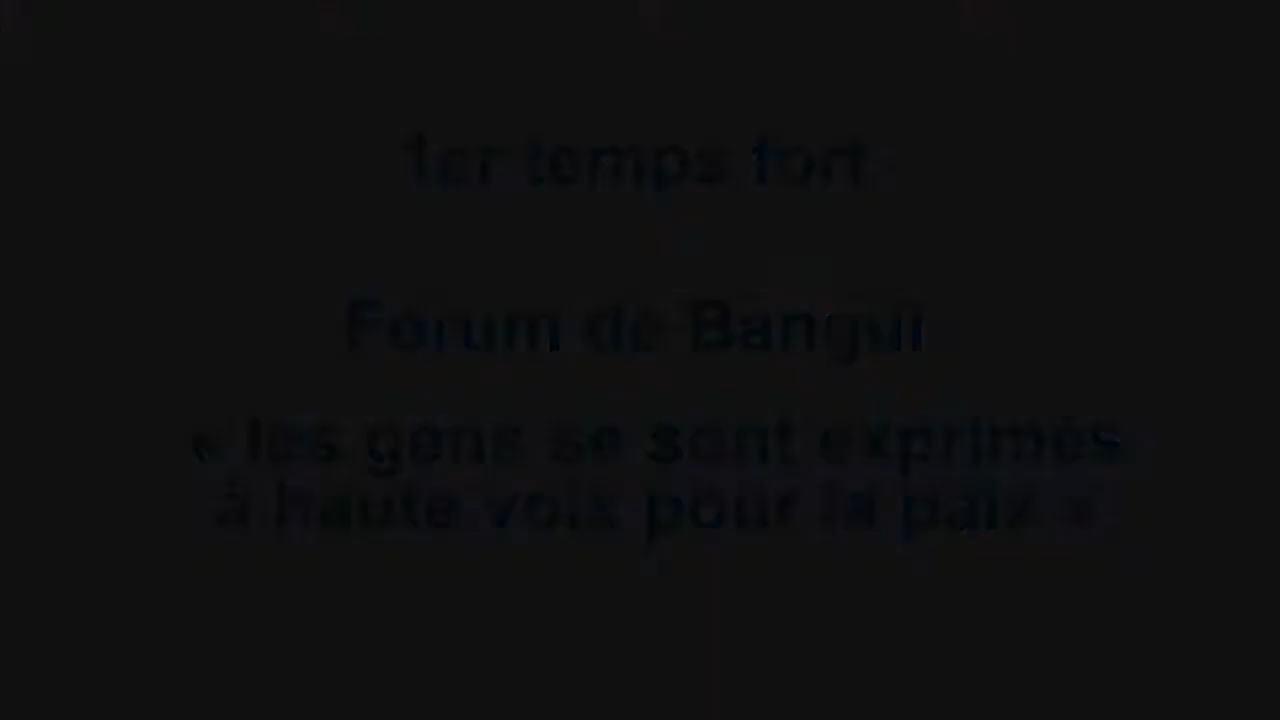 1er temps fort
Forum de Bangui
« les gens se sont exprimés
à haute voix pour la paix »